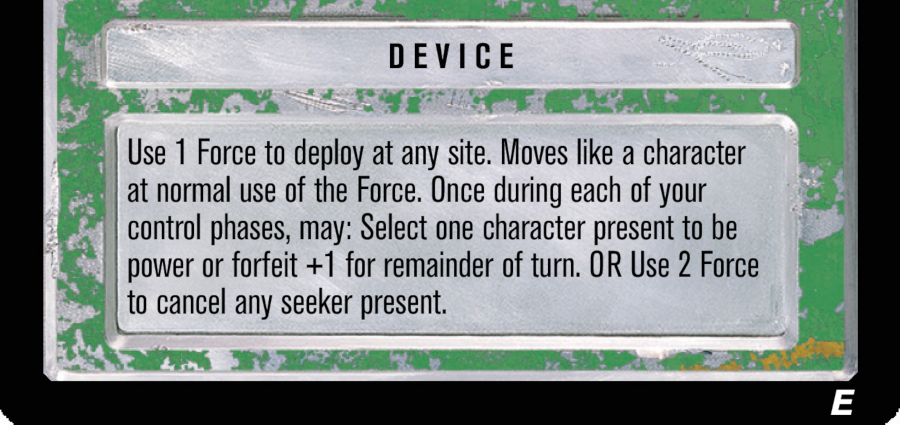 DEVICE
Use 1 Force to deploy at any site. Moves like a character
at normal use of the Force. Once during each of your
control phases, may: Select one character present to be
power or forfeit +1 for remainder of turn. OR Use 2 Force
to cancel any seeker present.
E